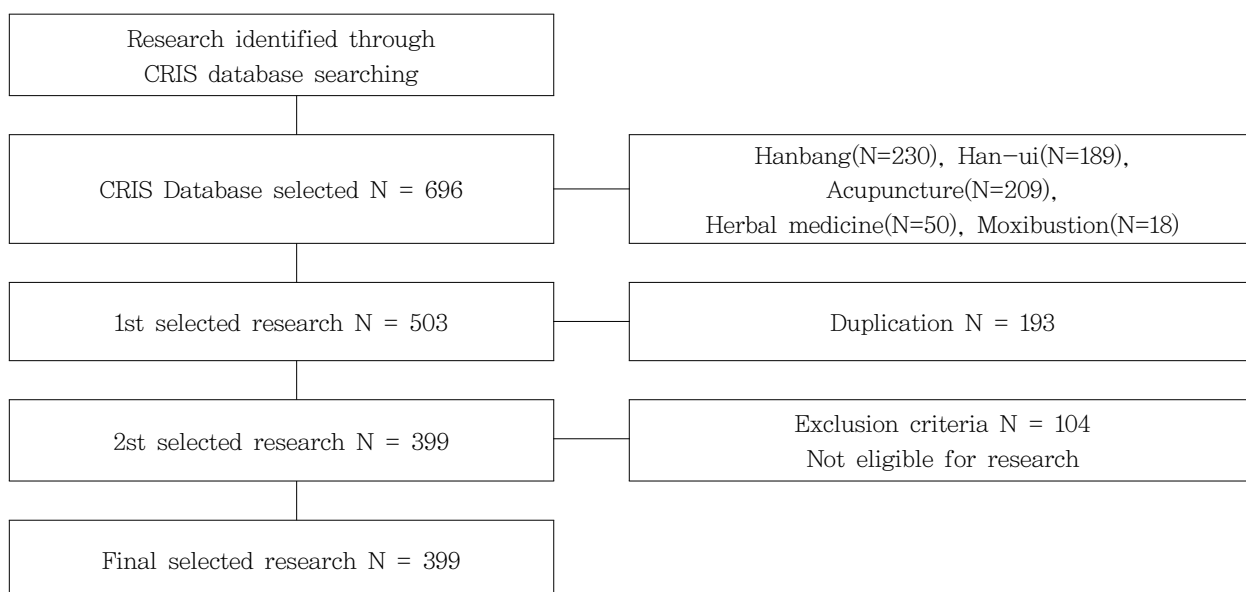 Research identified through
CRIS database searching
CRIS Database selected N = 696
Hanbang(N=230), Han-ui(N=189),
Acupuncture(N=209),
Herbal medicine(N=50), Moxibustion(N=18)
1st selected research N = 503
Duplication N = 193
2st selected research N = 399
Exclusion criteria N = 104
Not eligible for research
Final selected research N = 399